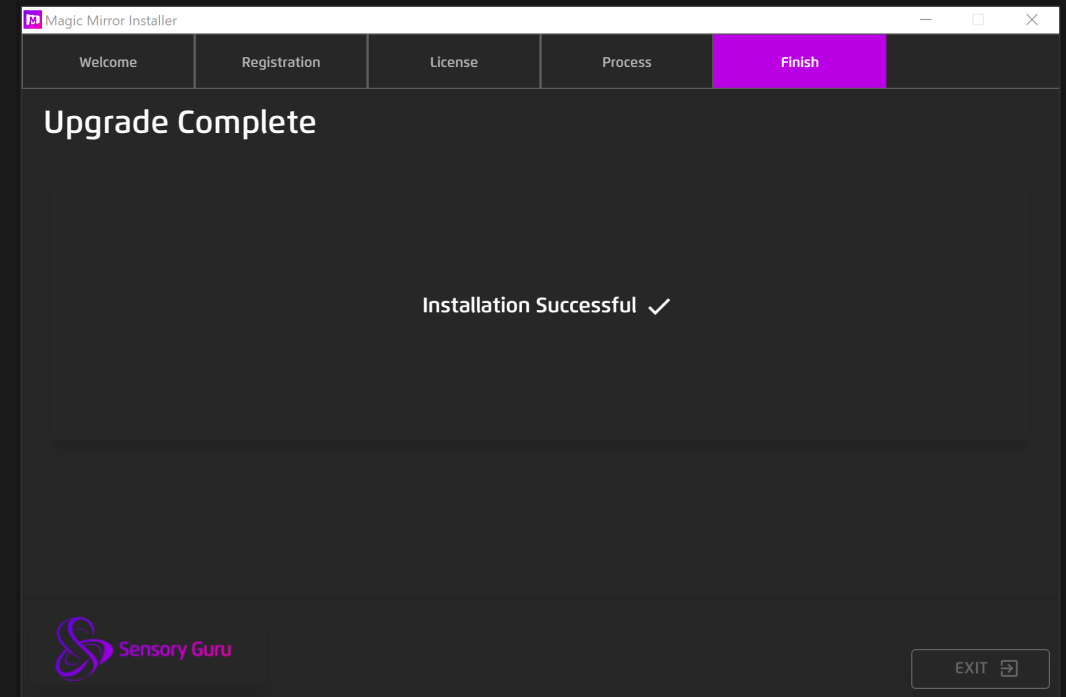 Magic Mirror Installer
Welcome
Registration
License
Process
Finish
Upgrade Complete
Installation Successful
Sensory Guru
EXIT